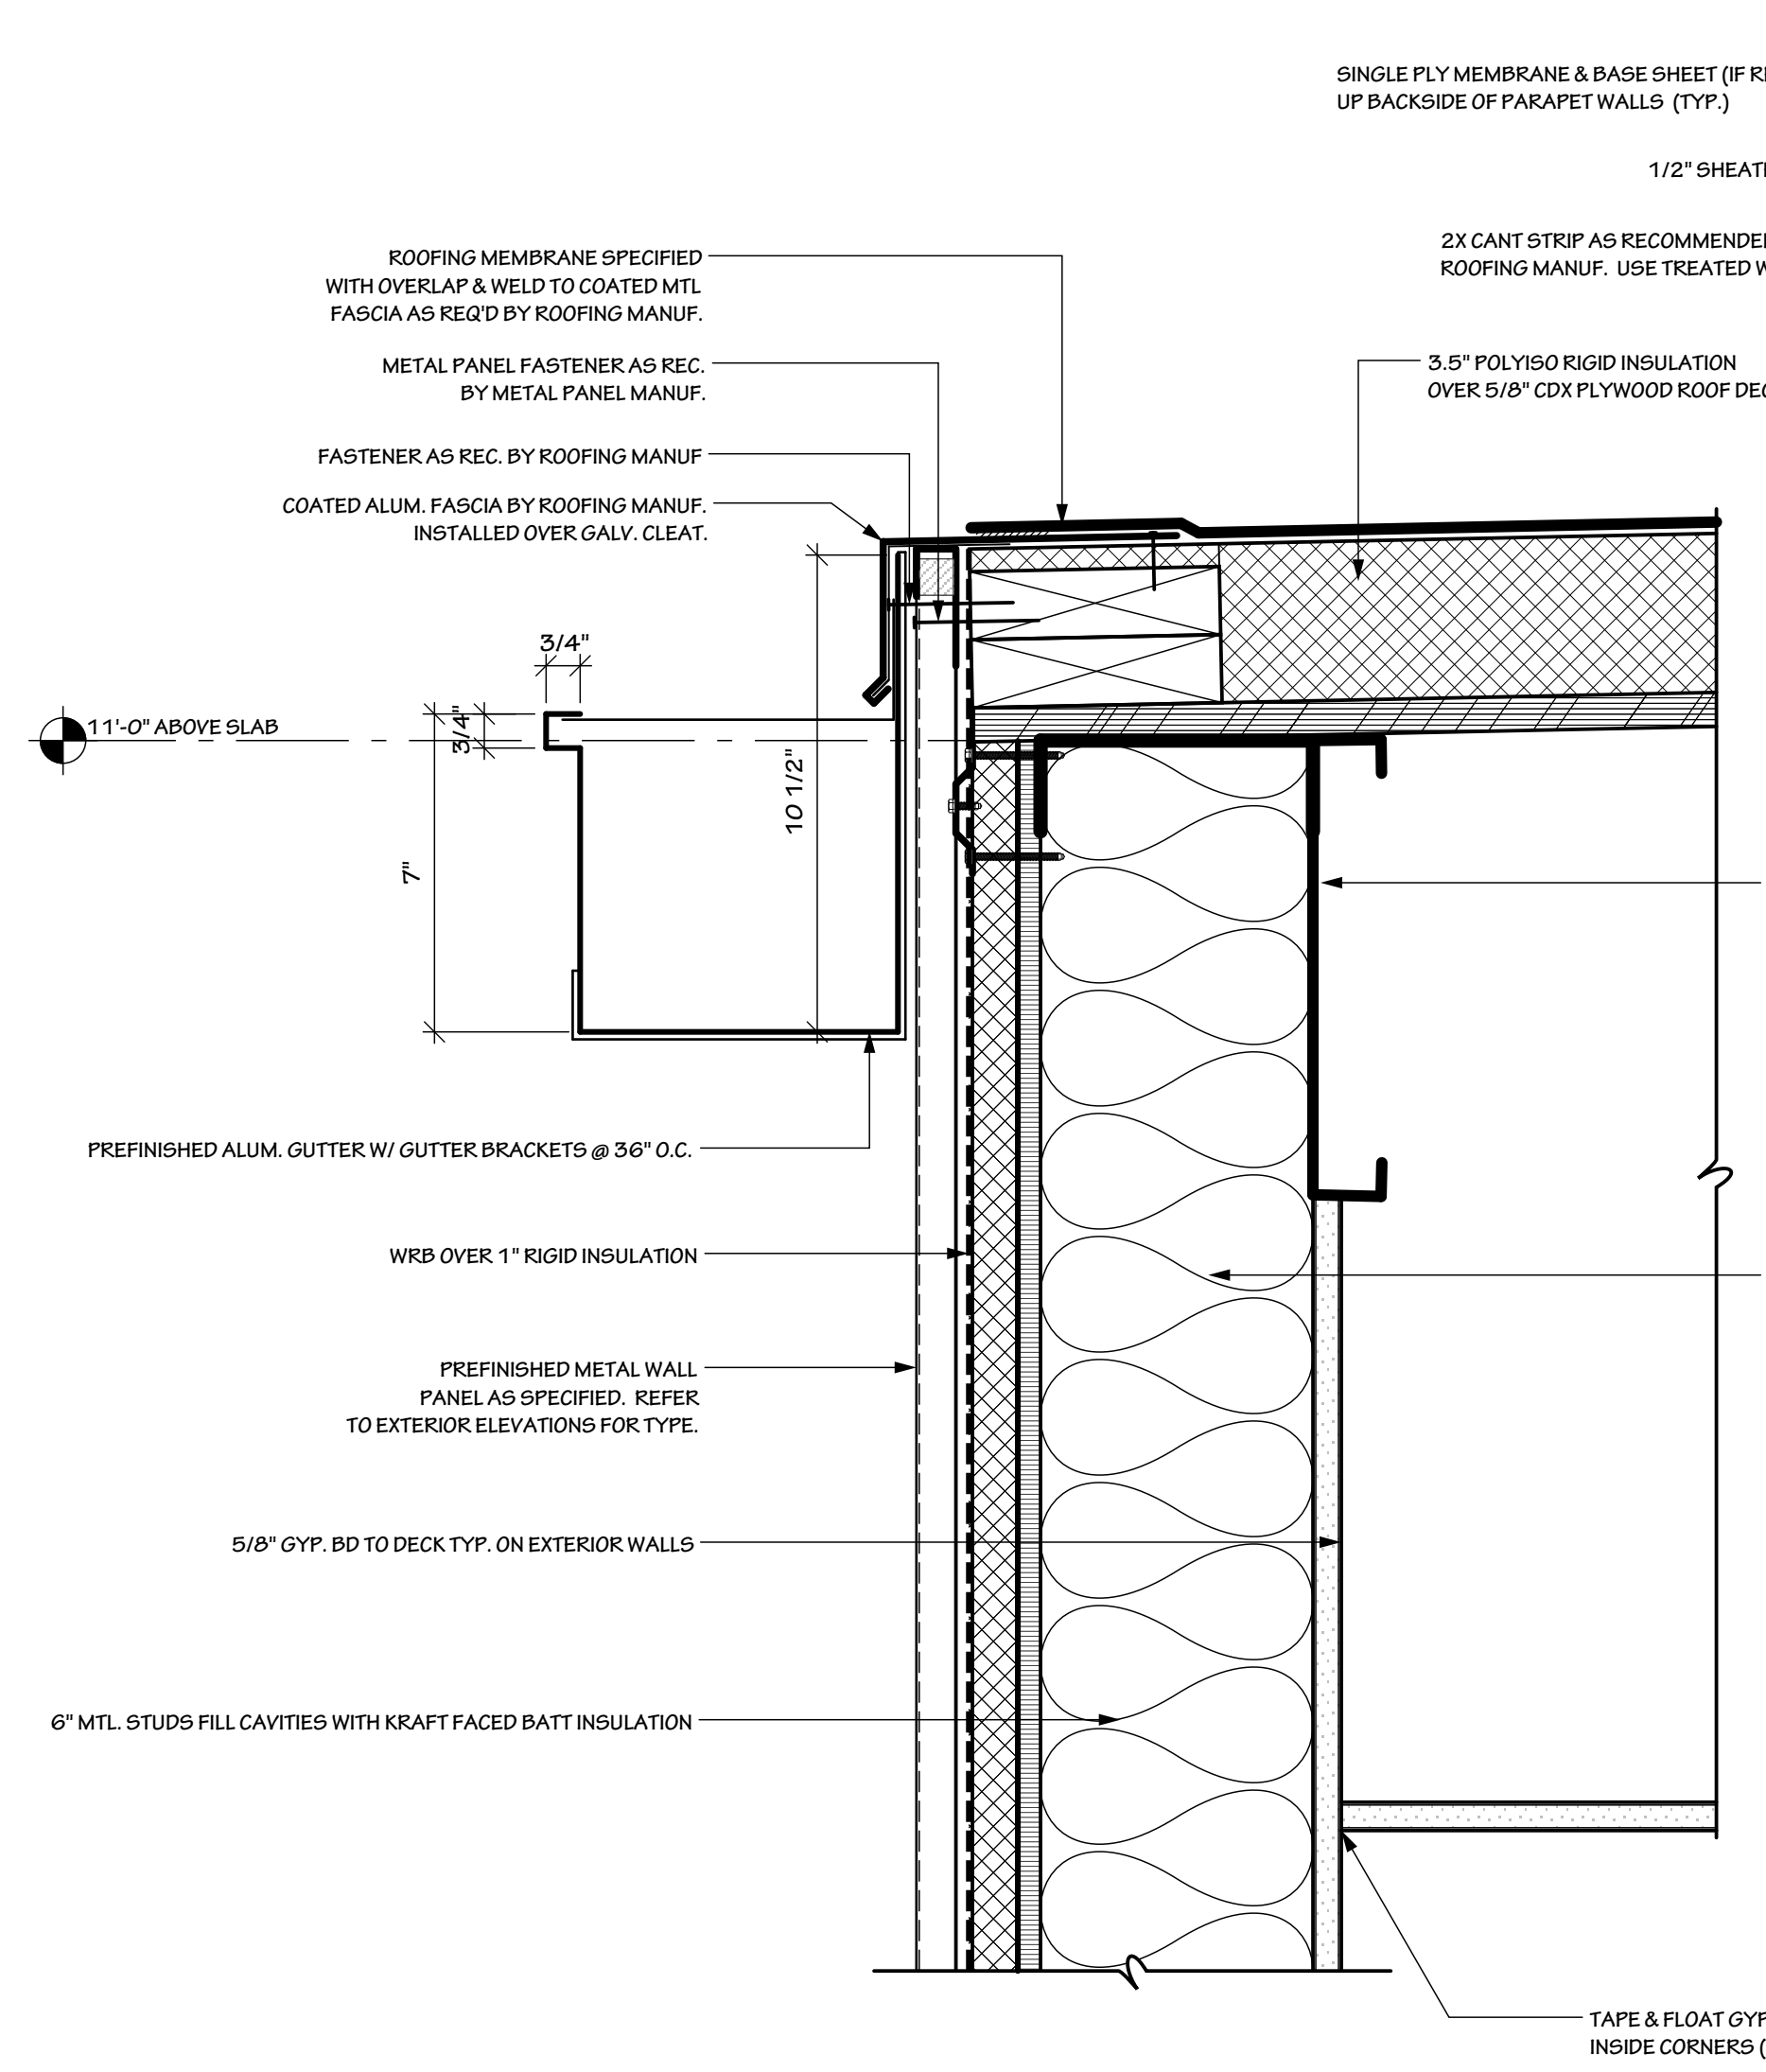 SINGLE PLY MEMBRANE & BASE SHEET (IF
UP BACKSIDE OF PARAPET WALLS (TYP.)
1/2"
2X CANT STRIP AS
ROOFING MANUF. USE TREATED
ROOFING MEMBRANE SPECIFIED
WITH OVERLAP & WELD TO COATED MTL
FASCIA AS REQ'D BY ROOFING MANUF.
METAL PANEL FASTENER AS REC.
BY METAL PANEL MANUF.
3.5" POLYISO RIGID INSULATION
OVER 5/8" CDX PLYWOOD ROOF
FASTENER AS REC. BY ROOFING MANUF
COATED ALUM. FASCIA BY ROOFING MANUF.
INSTALLED OVER GALV. CLEAT.
3/4"
11'-0" ABOVE SLAB
3/4"
10 1/2"
7"
PREFINISHED ALUM. GUTTER W/ GUTTER BRACKETS @ 36" O.C.
WRB OVER 1" RIGID INSULATION
PREFINISHED METAL WALL
PANEL AS SPECIFIED. REFER
TO EXTERIOR ELEVATIONS FOR TYPE.
5/8" GYP. BD TO DECK TYP. ON EXTERIOR WALLS
6" MTL. STUDS FILL CAVITIES WITH KRAFT FACED BATT INSULATION
TAPE & FLOAT GYP
INSIDE CORNERS (